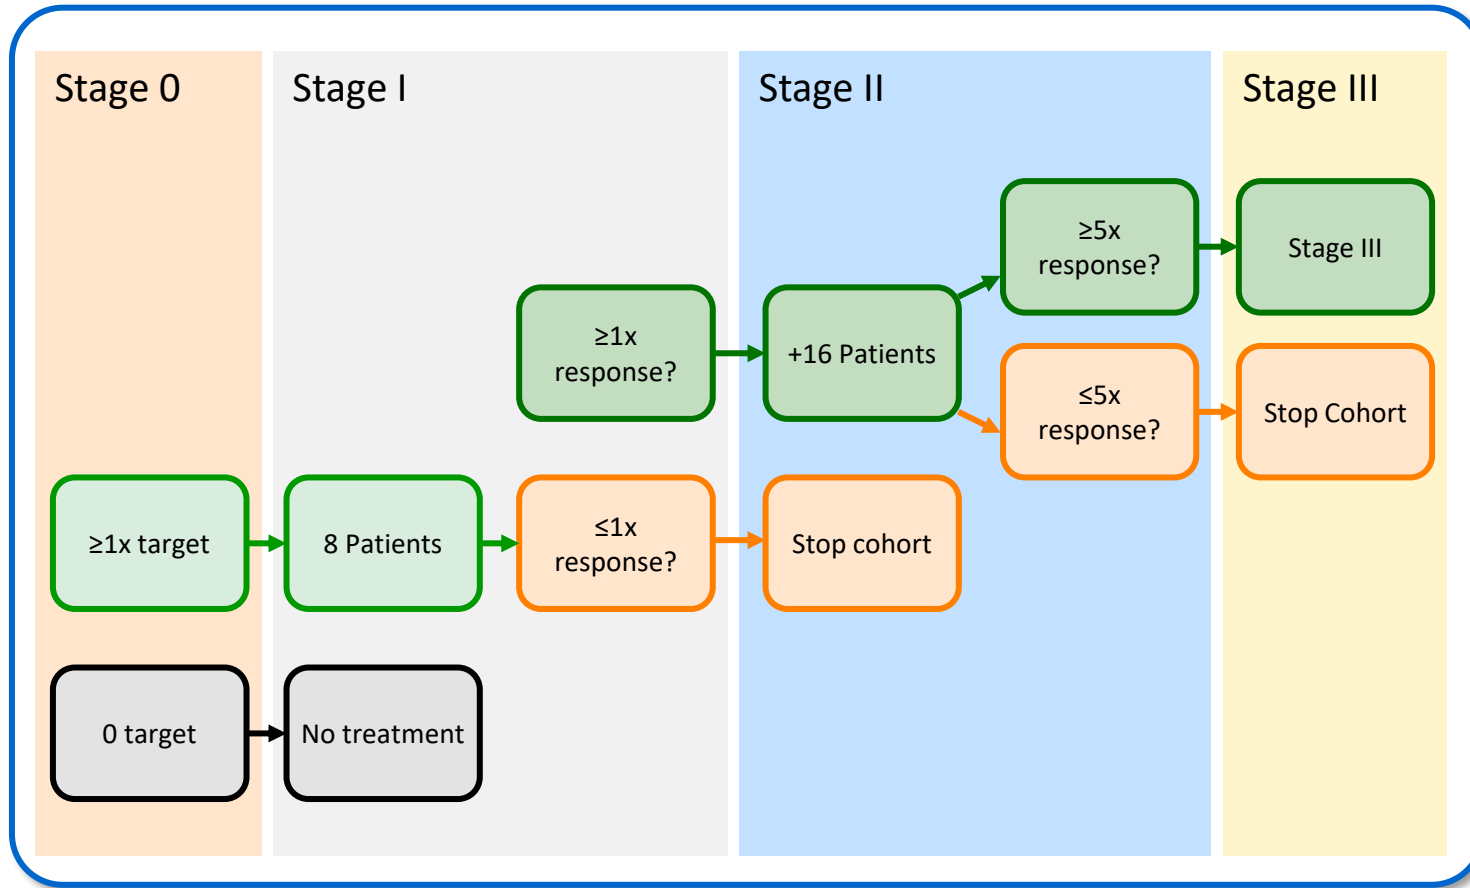 Stage 0
Stage I
Stage II
Stage III
≥5x
response?
Stage III
≥1x
response?
+16 Patients
≤5x
response?
Stop Cohort
≥1x target
8 Patients
≤1x
response?
Stop cohort
0 target
No treatment